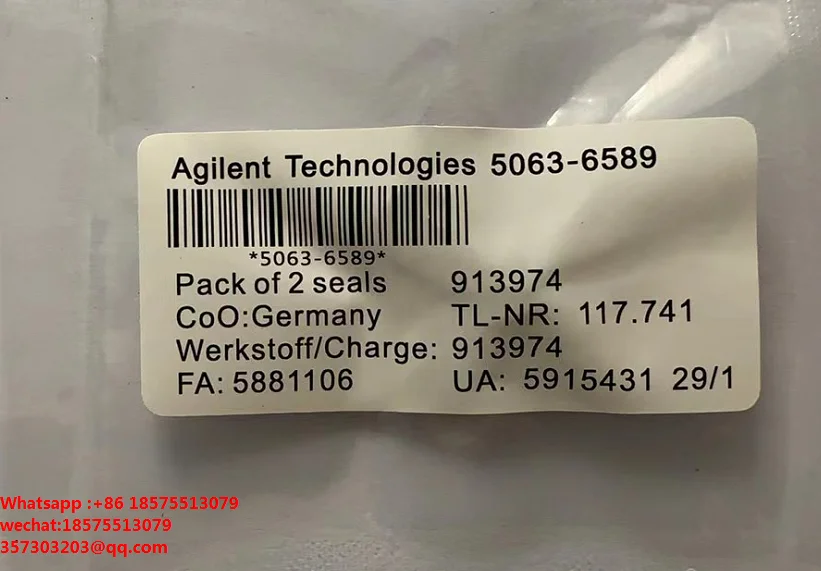 Agilent Technologies 5063-6589
*5063-6589*
Pack of 2 seals 913974
CoO:Germany TL-NR: 117.741
Werkstoff/Charge: 913974
FA: 5881106 UA: 5915431 29/1
Whatsapp :+86 18575513079
wechat:18575513079
357303203@qq.com